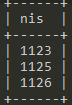 +------+
| nis  |
+------+
| 1123 |
| 1125 |
| 1126 |
+------+